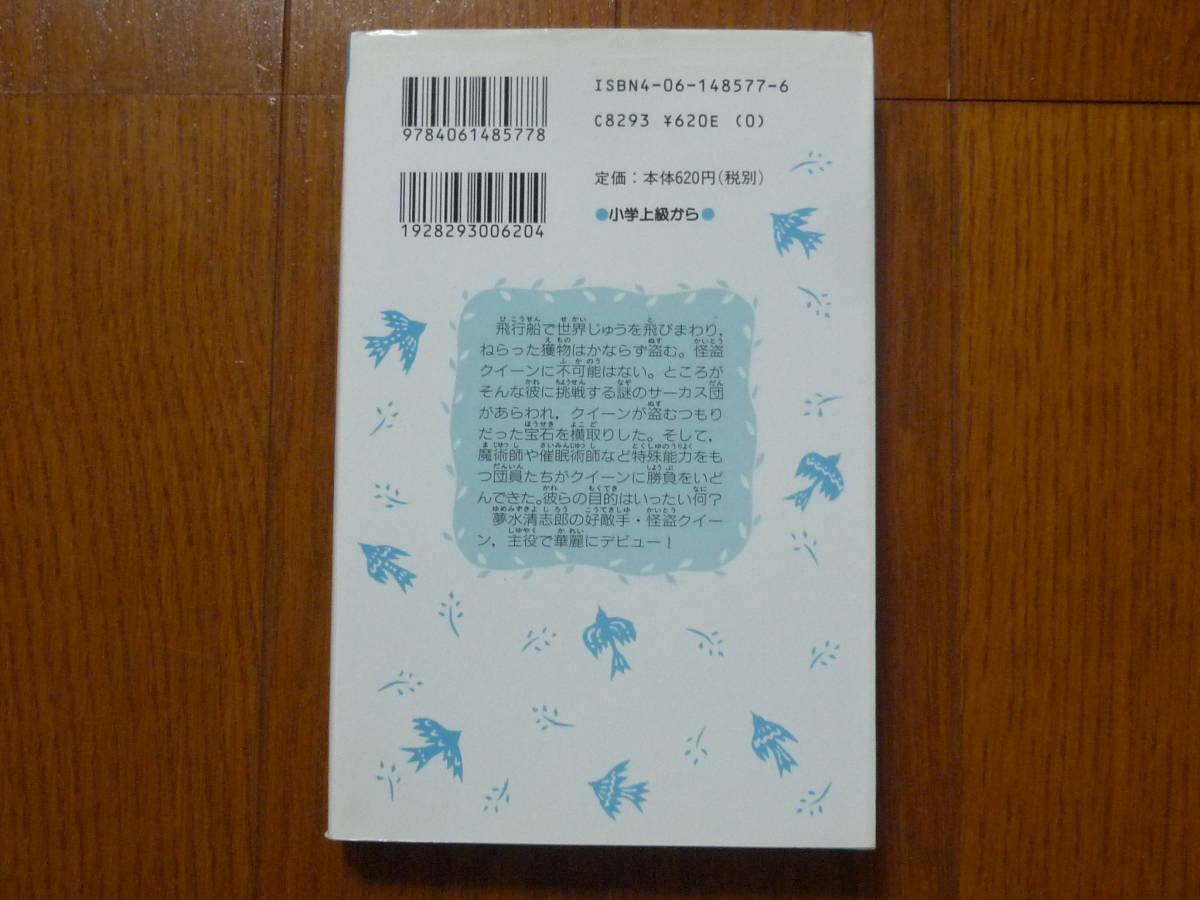 ISBN4-06-148577-6
9784061485778
C8293 ¥620E (0)
定価：本体620円(税別)
1928293006204
●小学上級から●
飛行船で世界じゅうを飛びまわり，
ねらった獲物はかならず盗む。怪盗
クイーンに不可能はない。ところが
そんな彼に挑戦する謎のサーカス団
があらわれ，クイーンが盗むつもり
だった宝石を横取りした。そして，
魔術師や催眠術師など特殊能力をも
つ団員たちがクイーンに勝負をいど
んできた。彼らの目的はいったい何？
夢水清志郎の好敵手・怪盗クイー
ン，主役で華麗にデビュー！